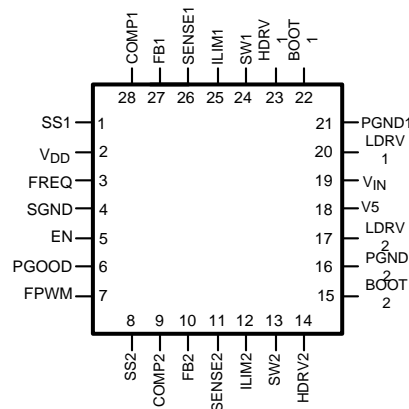 COMP1
FB1
SENSE1
ILIM1
SW1
HDRV
1
BOOT
1
28 27 26 25 24 23 22
SS1 1
VDD 2
FREQ 3
SGND 4
EN 5
PGOOD 6
FPWM 7
21 PGND1
20 LDRV
1
19 VIN
18 V5
17 LDRV
2
16 PGND
2
15 BOOT
2
8 9 10 11 12 13 14
SS2
COMP2
FB2
SENSE2
ILIM2
SW2
HDRV2